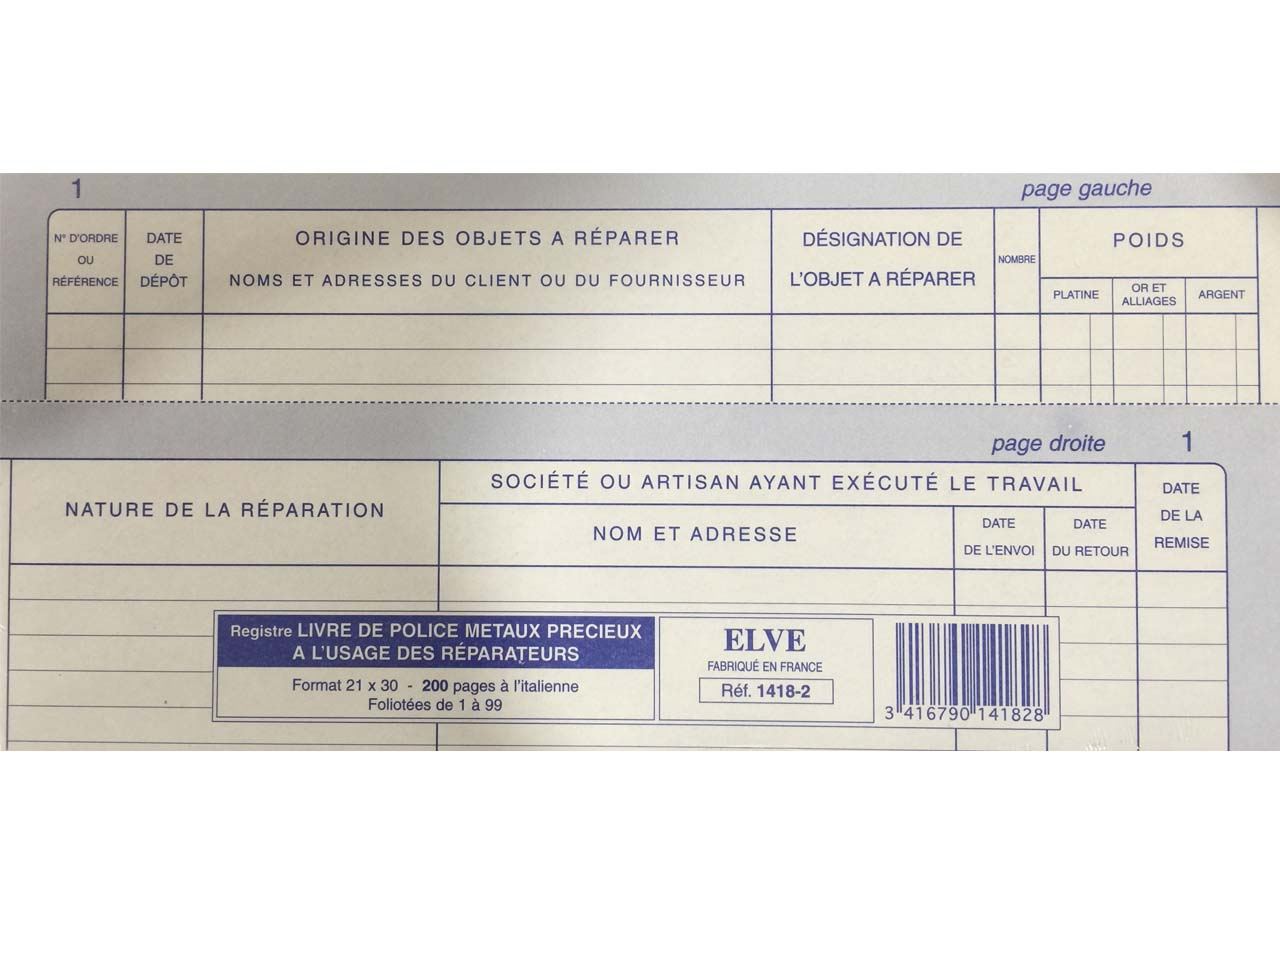 1
page gauche
N° D'ORDRE
OU
RÉFÉRENCE
DATE
DE
DÉPÔT
ORIGINE DES OBJETS A RÉPARER
NOMS ET ADRESSES DU CLIENT OU DU FOURNISSEUR
DÉSIGNATION DE
L'OBJET A RÉPARER
NOMBRE
POIDS
PLATINE
OR ET
ALLIAGES
ARGENT
page droite
1
NATURE DE LA RÉPARATION
SOCIÉTÉ OU ARTISAN AYANT EXÉCUTÉ LE TRAVAIL
NOM ET ADRESSE
DATE
DE L'ENVOI
DATE
DU RETOUR
DATE
DE LA
REMISE
Registre LIVRE DE POLICE METAUX PRECIEUX
A L'USAGE DES RÉPARATEURS
Format 21 x 30 - 200 pages à l'italienne
Foliotées de 1 à 99
ELVE
FABRIQUÉ EN FRANCE
Réf. 1418-2
3 416790 141828